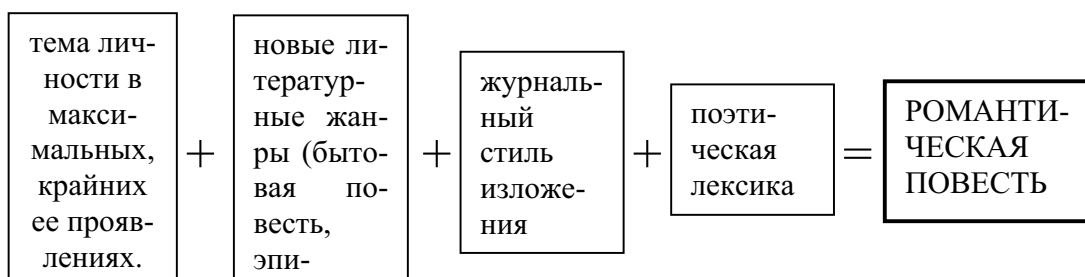 тема лич-
ности в
макси-
мальных,
крайних
ее прояв-
лениях.
+
новые ли-
тератур-
ные жан-
ры (быто-
вая по-
весть,
эпи-
+
журналь-
ный
стиль
изложе-
ния
+
поэти-
ческая
лексика
=
РОМАНТИ-
ЧЕСКАЯ
ПОВЕСТЬ